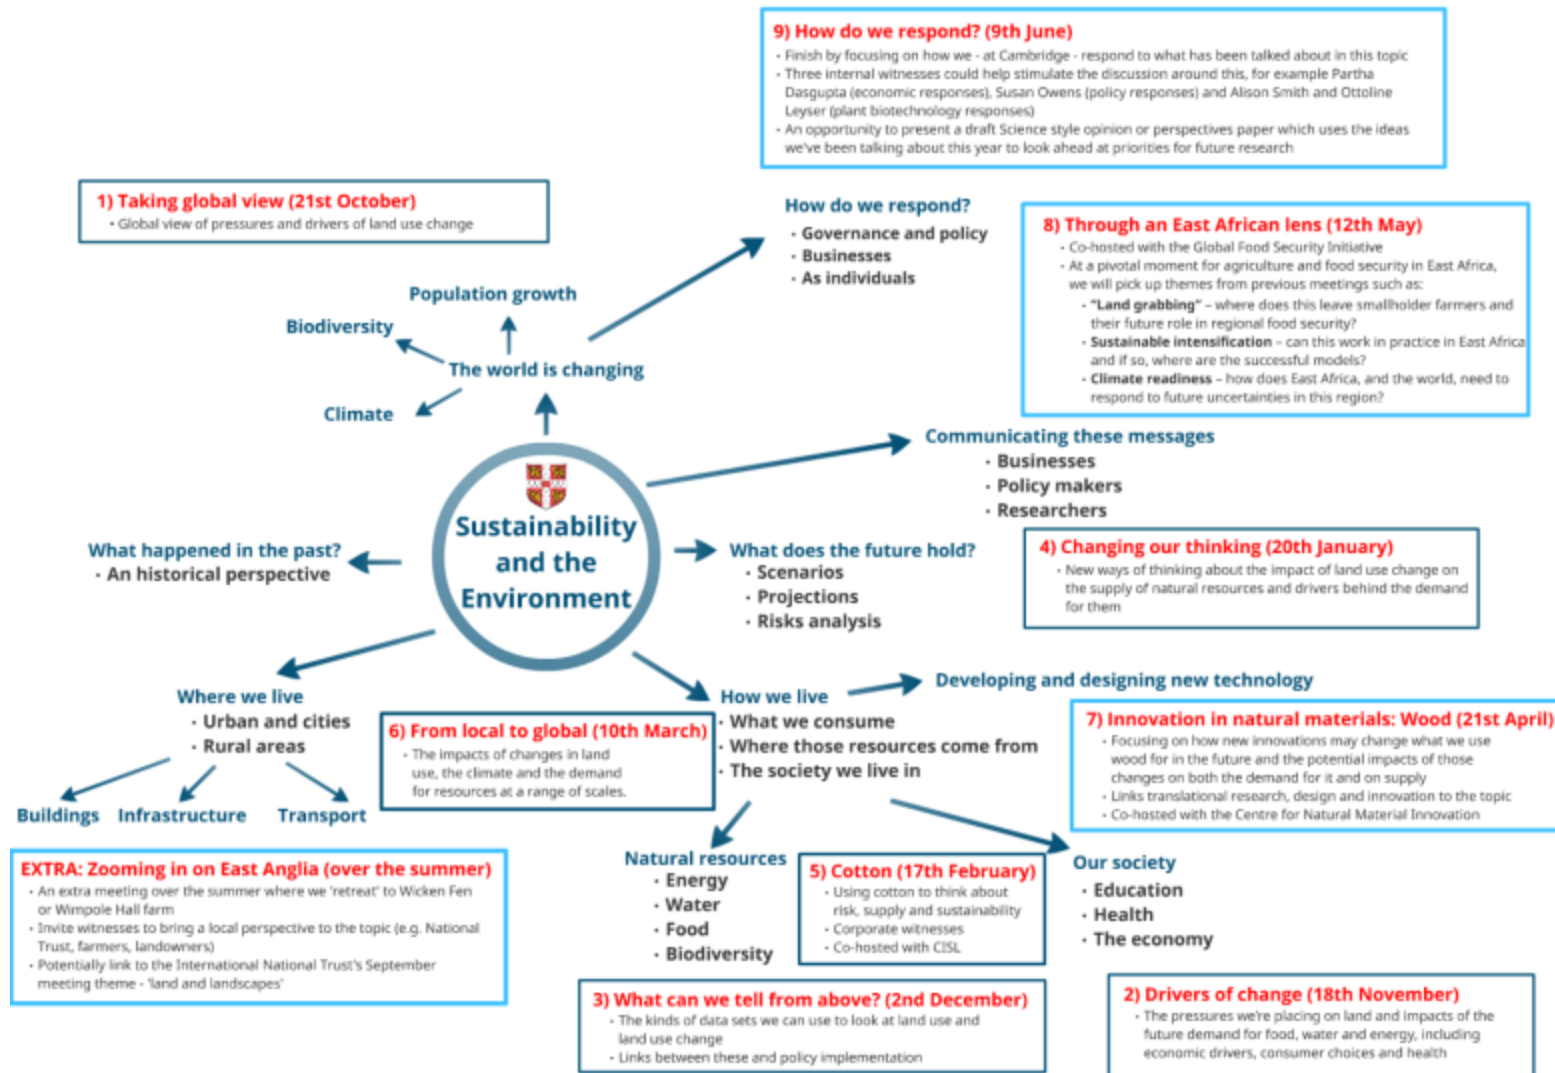 9) How do we respond? (9th June)
- Finish by focusing on how we - at Cambridge - respond to what has been talked about in this topic
- Three internal witnesses could help stimulate the discussion around this, for example Partha
Dasgupta (economic responses), Susan Owens (policy responses) and Alison Smith and Ottoline
Leyser (plant biotechnology responses)
- An opportunity to present a draft Science style opinion or perspectives paper which uses the ideas
we've been talking about this year to look ahead at priorities for future research
1) Taking global view (21st October)
• Global view of pressures and drivers of land use change
How do we respond?
• Governance and policy
• Businesses
• As individuals
8) Through an East African lens (12th May)
- Co-hosted with the Global Food Security Initiative
- At a pivotal moment for agriculture and food security in East Africa,
we will pick up themes from previous meetings such as:
- "Land grabbing" – where does this leave smallholder farmers and
their future role in regional food security?
- Sustainable intensification – can this work in practice in East Africa
and if so, where are the successful models?
- Climate readiness – how does East Africa, and the world, need to
respond to future uncertainties in this region?
Population growth
Biodiversity
The world is changing
Climate
Communicating these messages
• Businesses
• Policy makers
• Researchers
Sustainability
and the
Environment
What happened in the past?
• An historical perspective
What does the future hold?
• Scenarios
• Projections
• Risks analysis
4) Changing our thinking (20th January)
• New ways of thinking about the impact of land use change on
the supply of natural resources and drivers behind the demand
for them
Where we live
• Urban and cities
• Rural areas
Buildings
Infrastructure
Transport
6) From local to global (10th March)
• The impacts of changes in land
use, the climate and the demand
for resources at a range of scales.
How we live
• What we consume
• Where those resources come from
• The society we live in
Developing and designing new technology
7) Innovation in natural materials: Wood (21st April)
- Focusing on how new innovations may change what we use
wood for in the future and the potential impacts of those
changes on both the demand for it and on supply
- Links translational research, design and innovation to the topic
- Co-hosted with the Centre for Natural Material Innovation
EXTRA: Zooming in on East Anglia (over the summer)
- An extra meeting over the summer where we 'retreat' to Wicken Fen
or Wimpole Hall farm
- Invite witnesses to bring a local perspective to the topic (e.g. National
Trust, farmers, landowners)
- Potentially link to the International National Trust's September
meeting theme - 'land and landscapes'
Natural resources
• Energy
• Water
• Food
• Biodiversity
5) Cotton (17th February)
- Using cotton to think about
risk, supply and sustainability
- Corporate witnesses
- Co-hosted with CISL
Our society
• Education
• Health
• The economy
3) What can we tell from above? (2nd December)
- The kinds of data sets we can use to look at land use and
land use change
- Links between these and policy implementation
2) Drivers of change (18th November)
• The pressures we're placing on land and impacts of the
future demand for food, water and energy, including
economic drivers, consumer choices and health